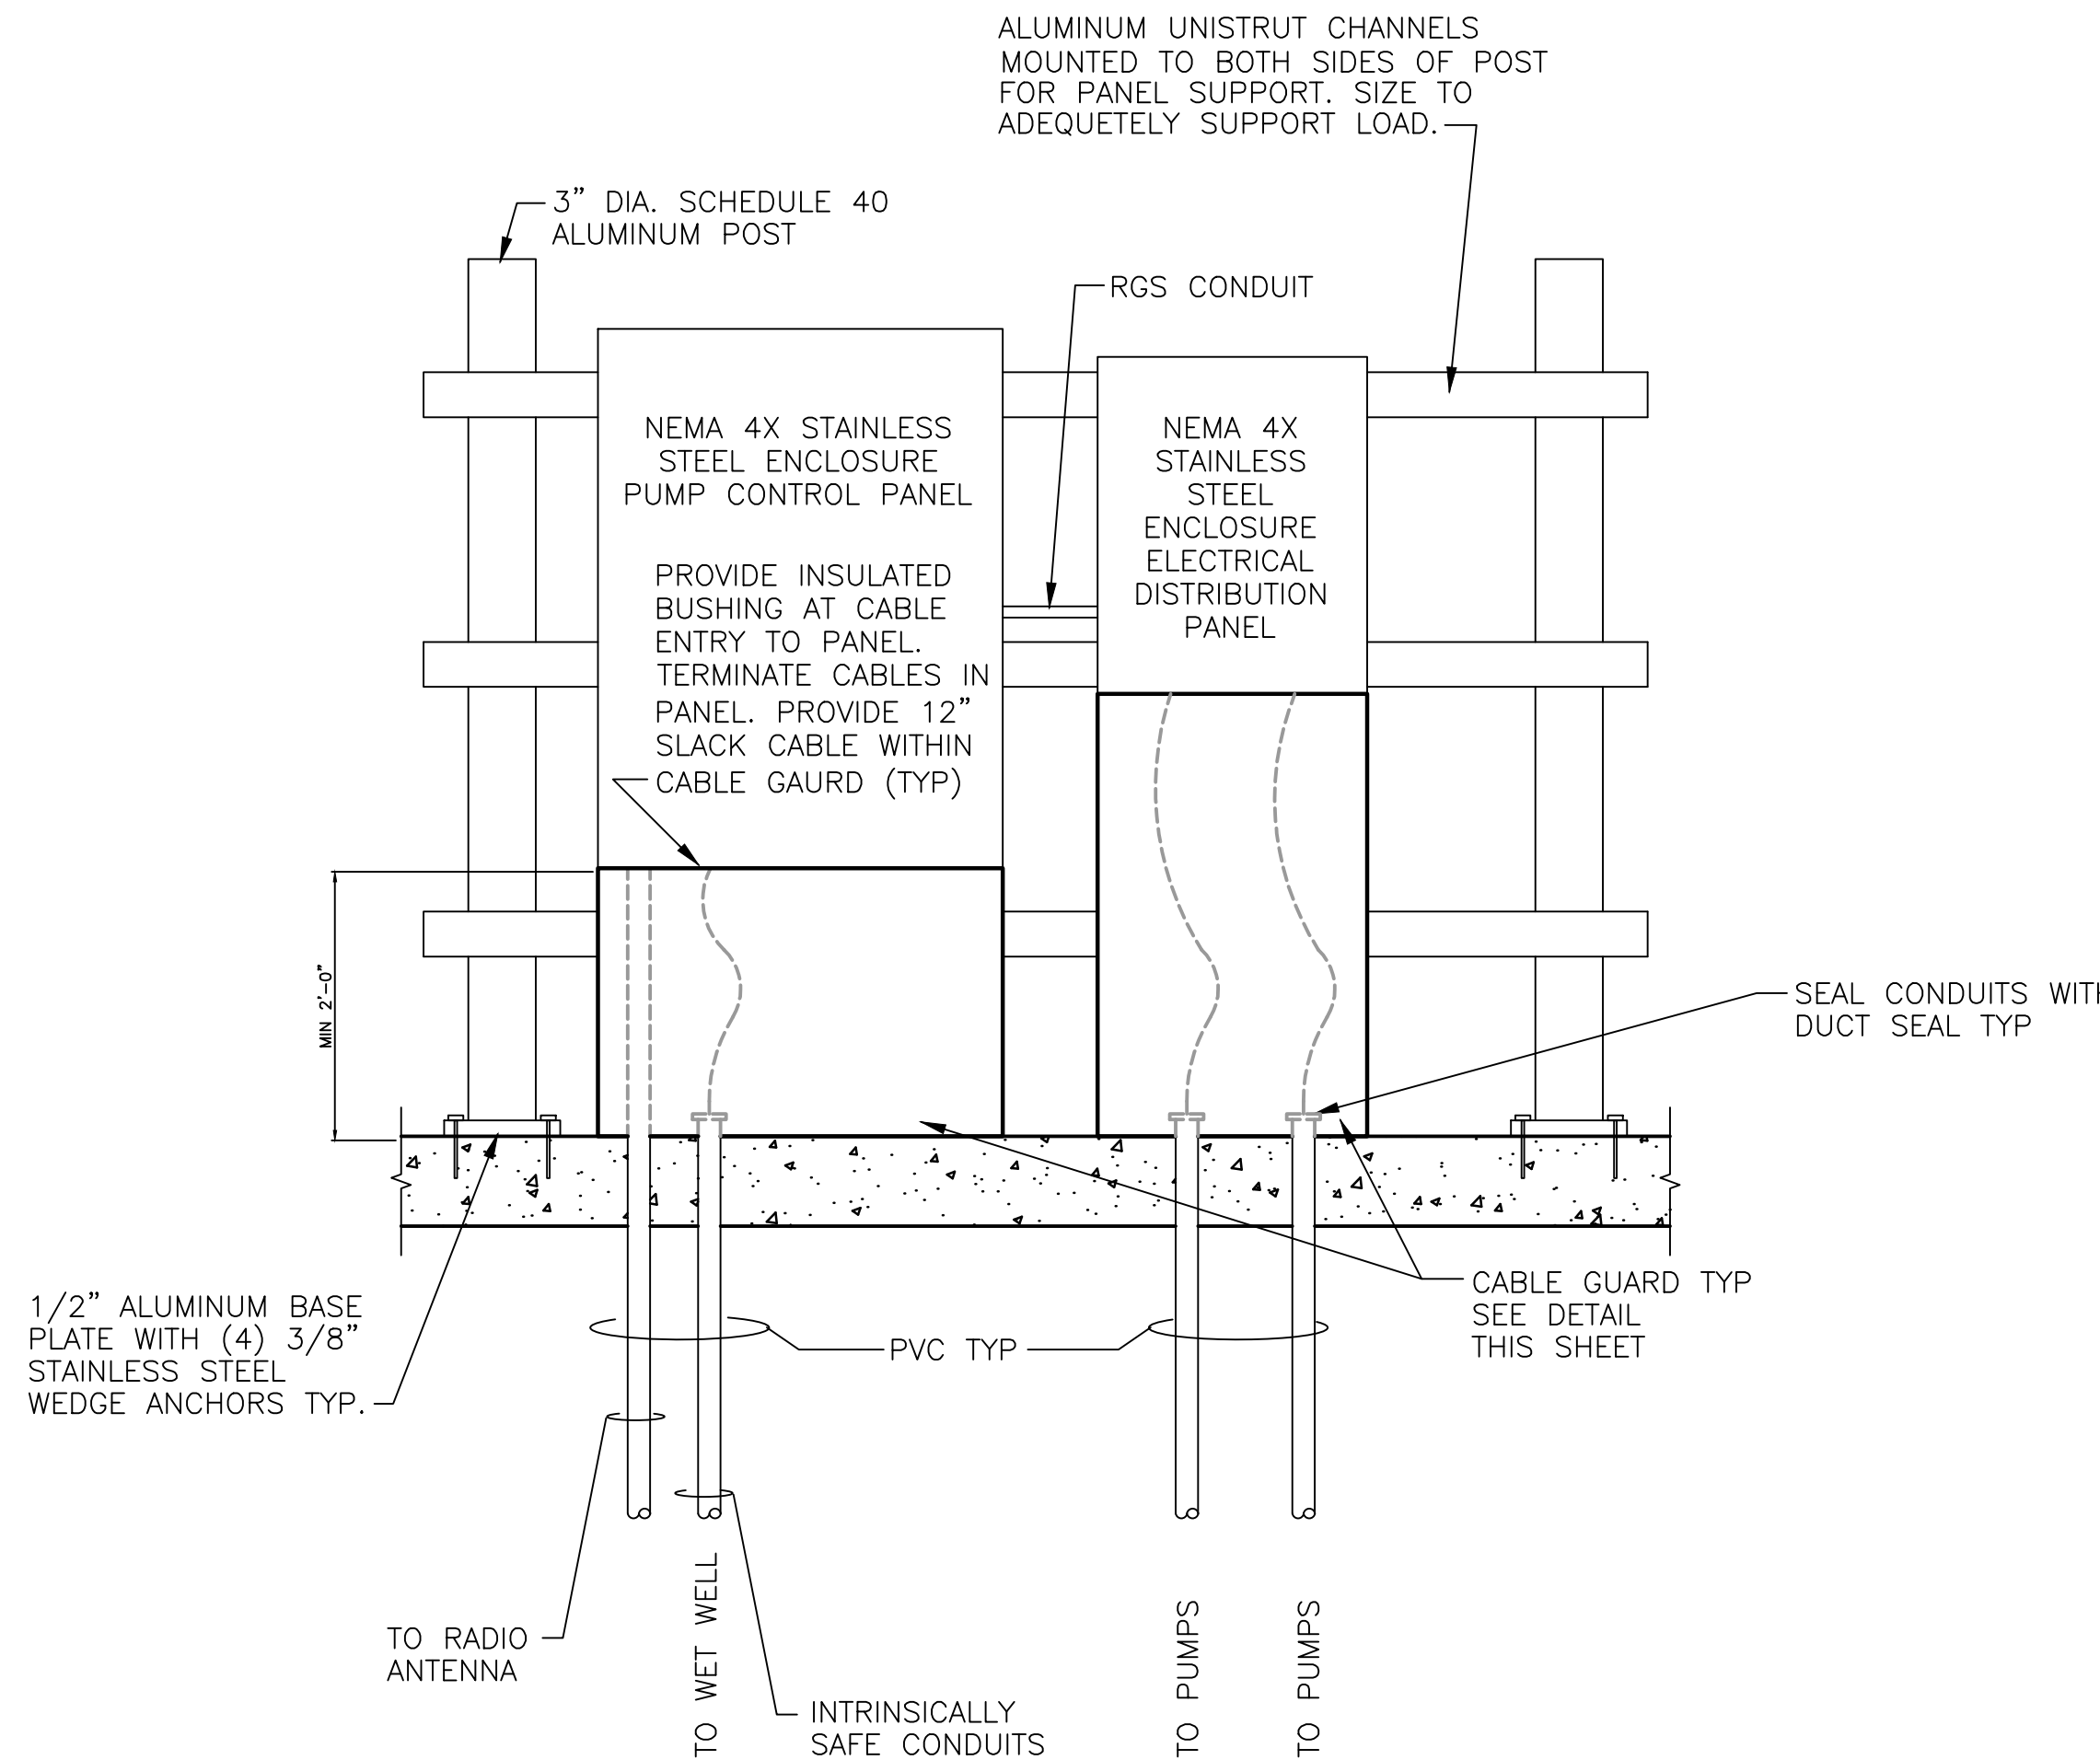 ALUMINUM UNISTRUT CHANNELS
MOUNTED TO BOTH SIDES OF POST
FOR PANEL SUPPORT. SIZE TO
ADEQUETELY SUPPORT LOAD.
3" DIA. SCHEDULE 40
ALUMINUM POST
RGS CONDUIT
NEMA 4X STAINLESS
STEEL ENCLOSURE
PUMP CONTROL PANEL
NEMA 4X
STAINLESS
STEEL
ENCLOSURE
ELECTRICAL
DISTRIBUTION
PANEL
PROVIDE INSULATED
BUSHING AT CABLE
ENTRY TO PANEL.
TERMINATE CABLES IN
PANEL. PROVIDE 12"
SLACK CABLE WITHIN
CABLE GAURD (TYP)
MIN 2'-0"
SEAL CONDUITS WITH
DUCT SEAL TYP
1/2" ALUMINUM BASE
PLATE WITH (4) 3/8"
STAINLESS STEEL
WEDGE ANCHORS TYP.
PVC TYP
CABLE GUARD TYP
SEE DETAIL
THIS SHEET
TO RADIO
ANTENNA
TO WET WELL
INTRINSICALLY
SAFE CONDUITS
TO PUMPS
TO PUMPS